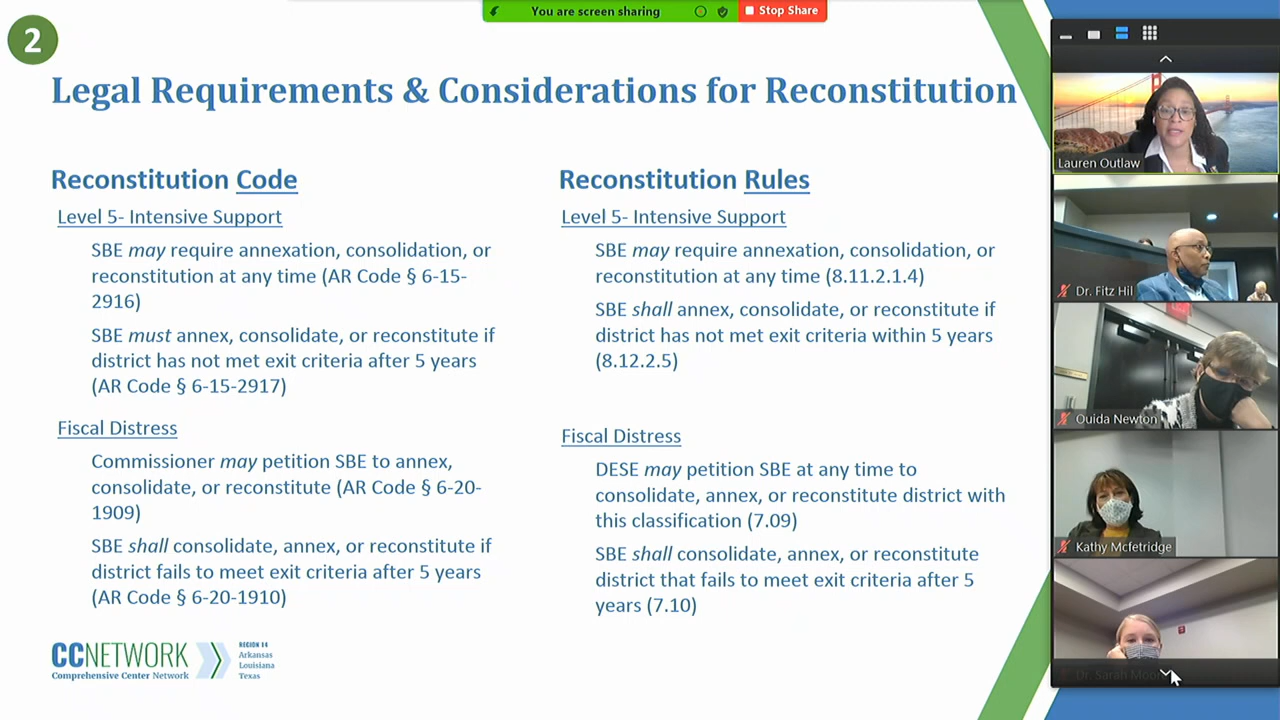 You are screen sharing
Stop Share
2
Legal Requirements & Considerations for Reconstitution
Reconstitution Code
Level 5- Intensive Support
SBE may require annexation, consolidation, or
reconstitution at any time (AR Code § 6-15-
2916)
SBE must annex, consolidate, or reconstitute if
district has not met exit criteria after 5 years
(AR Code § 6-15-2917)
Fiscal Distress
Commissioner may petition SBE to annex,
consolidate, or reconstitute (AR Code § 6-20-
1909)
SBE shall consolidate, annex, or reconstitute if
district fails to meet exit criteria after 5 years
(AR Code § 6-20-1910)
Reconstitution Rules
Level 5- Intensive Support
SBE may require annexation, consolidation, or
reconstitution at any time (8.11.2.1.4)
SBE shall annex, consolidate, or reconstitute if
district has not met exit criteria within 5 years
(8.12.2.5)
Fiscal Distress
DESE may petition SBE at any time to
consolidate, annex, or reconstitute district with
this classification (7.09)
SBE shall consolidate, annex, or reconstitute
district that fails to meet exit criteria after 5
years (7.10)
CCNETWORK
Comprehensive Center Network
REGION 14
Arkansas
Louisiana
Texas
Lauren Outlaw
Dr. Fitz Hil
Ouida Newton
Kathy Mcfetridge
Dr. Sarah